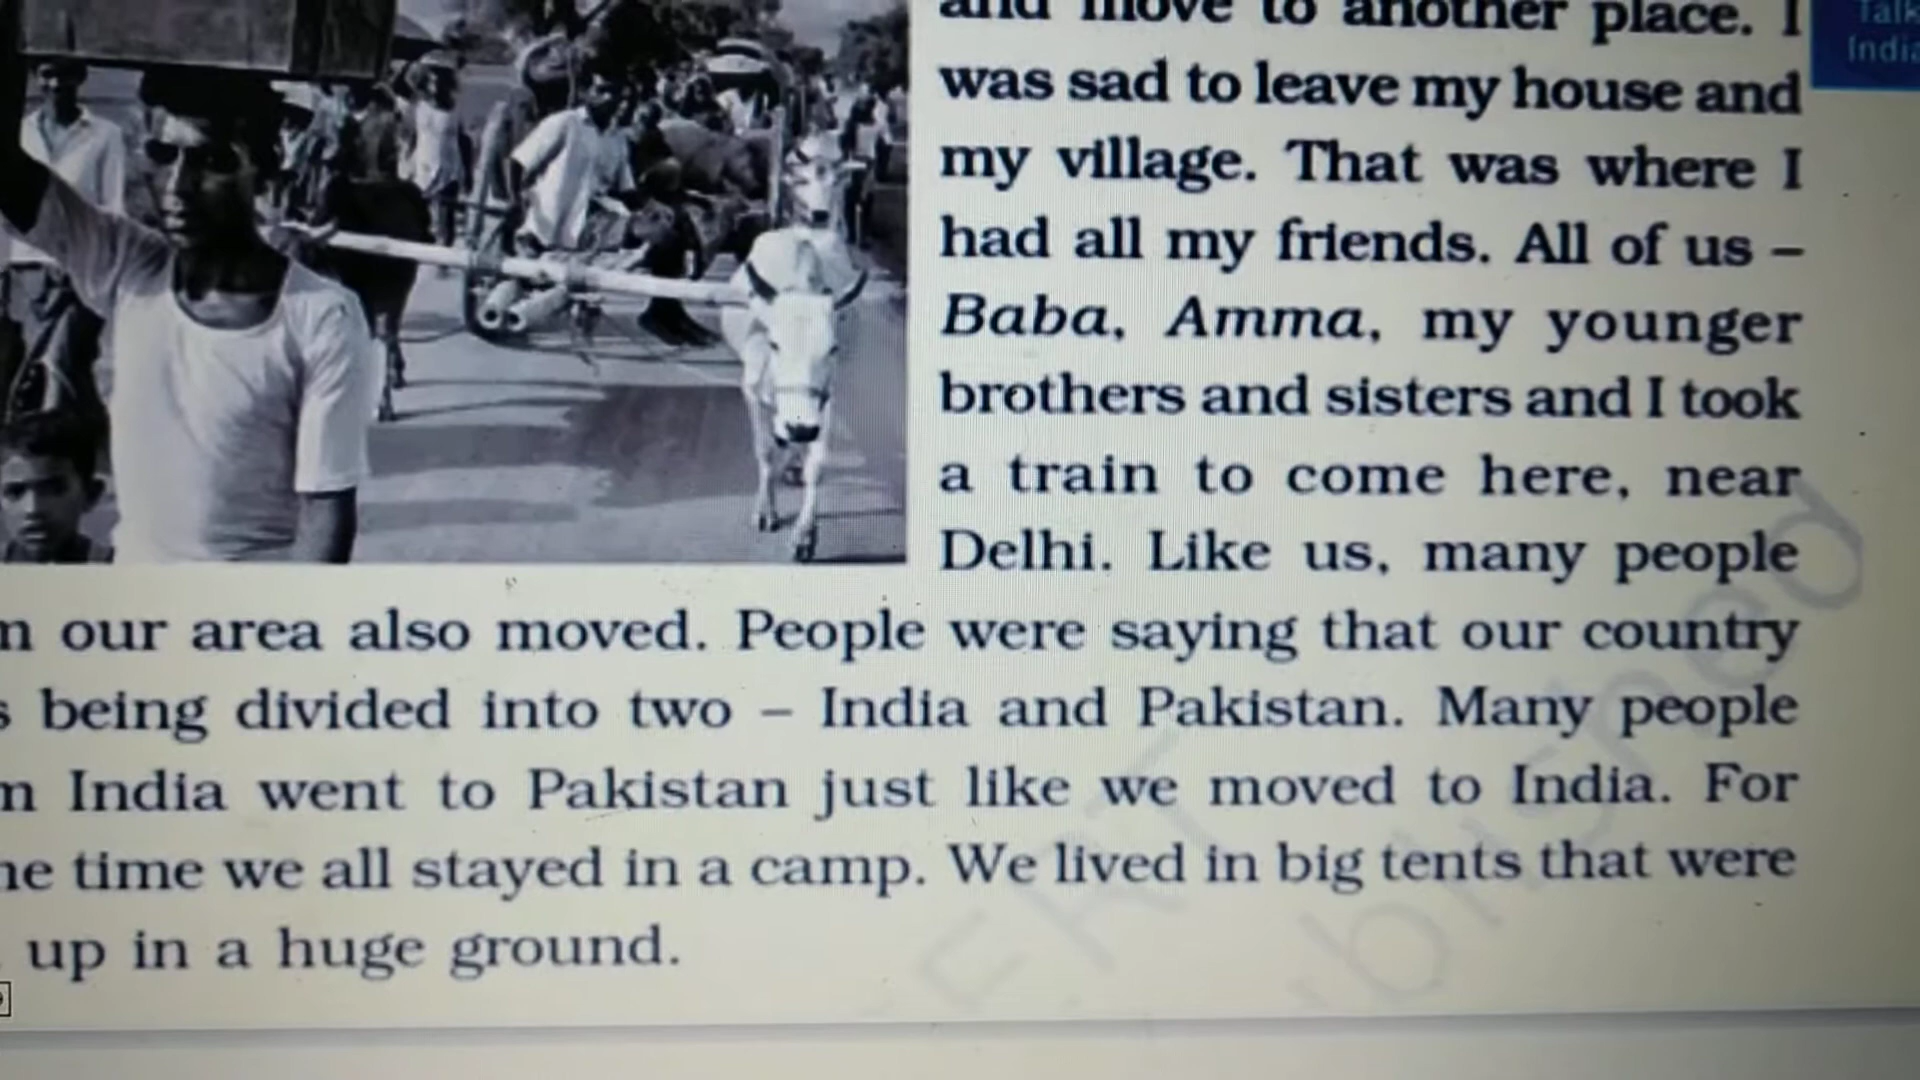 and move to another place. I
was sad to leave my house and
my village. That was where I
had all my friends. All of us –
Baba, Amma, my younger
brothers and sisters and I took
a train to come here, near
Delhi. Like us, many people
our area also moved. People were saying that our country
being divided into two – India and Pakistan. Many people
India went to Pakistan just like we moved to India. For
time we all stayed in a camp. We lived in big tents that were
up in a huge ground.
Talk
India